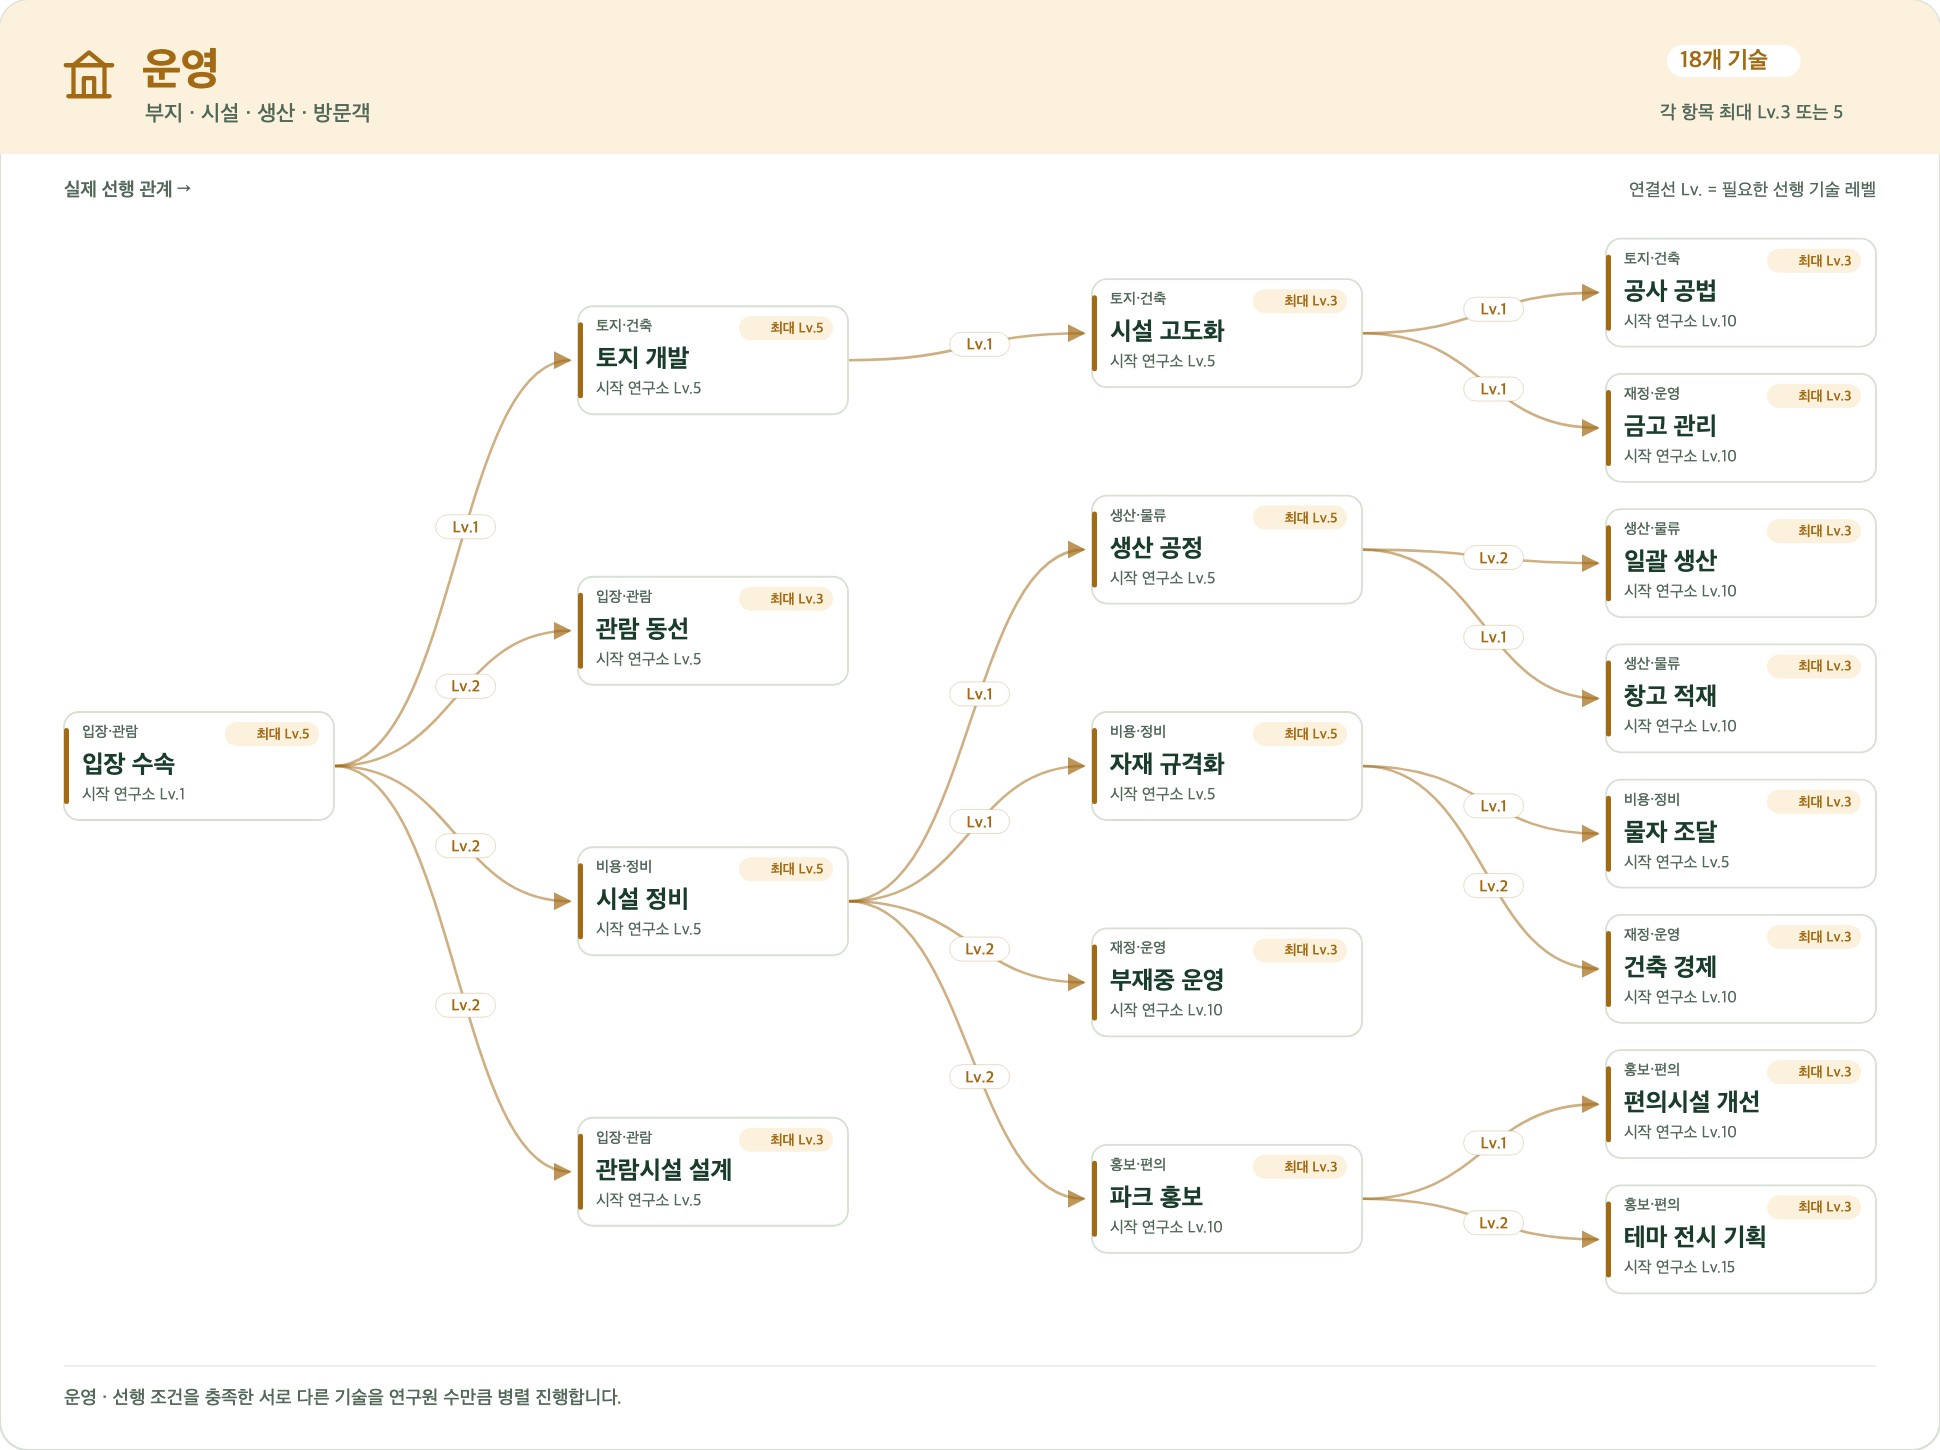 운영
부지 · 시설 · 생산 · 방문객
18개 기술
각 항목 최대 Lv.3 또는 5
실제 선행 관계 →
연결선 Lv. = 필요한 선행 기술 레벨
입장·관람
최대 Lv.5
입장 수속
시작 연구소 Lv.1
Lv.1
Lv.2
Lv.2
Lv.2
토지·건축
최대 Lv.5
토지 개발
시작 연구소 Lv.5
입장·관람
최대 Lv.3
관람 동선
시작 연구소 Lv.5
비용·정비
최대 Lv.5
시설 정비
시작 연구소 Lv.5
입장·관람
최대 Lv.3
관람시설 설계
시작 연구소 Lv.5
Lv.1
Lv.1
Lv.1
Lv.2
Lv.2
토지·건축
최대 Lv.3
시설 고도화
시작 연구소 Lv.5
생산·물류
최대 Lv.5
생산 공정
시작 연구소 Lv.5
비용·정비
최대 Lv.5
자재 규격화
시작 연구소 Lv.5
재정·운영
최대 Lv.3
부재중 운영
시작 연구소 Lv.10
홍보·편의
최대 Lv.3
파크 홍보
시작 연구소 Lv.10
Lv.1
Lv.1
Lv.2
Lv.1
Lv.1
Lv.2
Lv.1
Lv.2
토지·건축
최대 Lv.3
공사 공법
시작 연구소 Lv.10
재정·운영
최대 Lv.3
금고 관리
시작 연구소 Lv.10
생산·물류
최대 Lv.3
일괄 생산
시작 연구소 Lv.10
생산·물류
최대 Lv.3
창고 적재
시작 연구소 Lv.10
비용·정비
최대 Lv.3
물자 조달
시작 연구소 Lv.5
재정·운영
최대 Lv.3
건축 경제
시작 연구소 Lv.10
홍보·편의
최대 Lv.3
편의시설 개선
시작 연구소 Lv.10
홍보·편의
최대 Lv.3
테마 전시 기획
시작 연구소 Lv.15
운영 · 선행 조건을 충족한 서로 다른 기술을 연구원 수만큼 병렬 진행합니다.